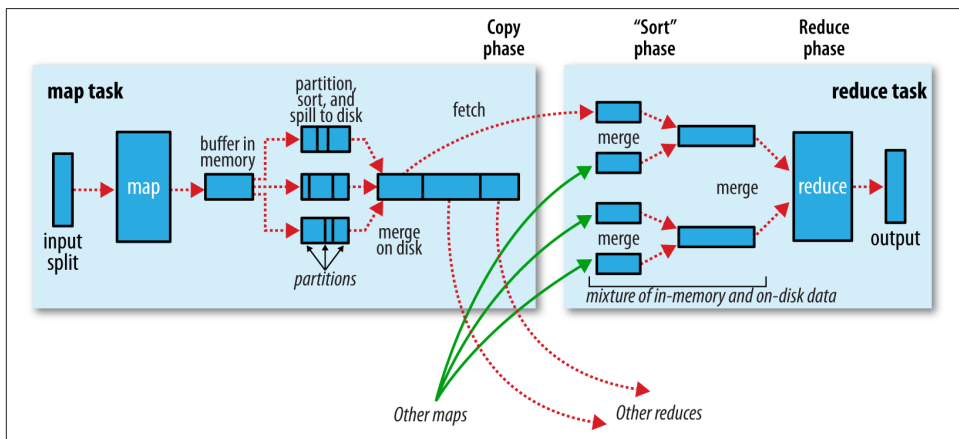 Copy
phase
“Sort”
phase
Reduce
phase
map task
partition,
sort, and
spill to disk
fetch
reduce task
buffer in
memory
map
merge
merge
reduce
input
split
merge
on disk
merge
output
partitions
mixture of in-memory and on-disk data
Other maps
Other reduces